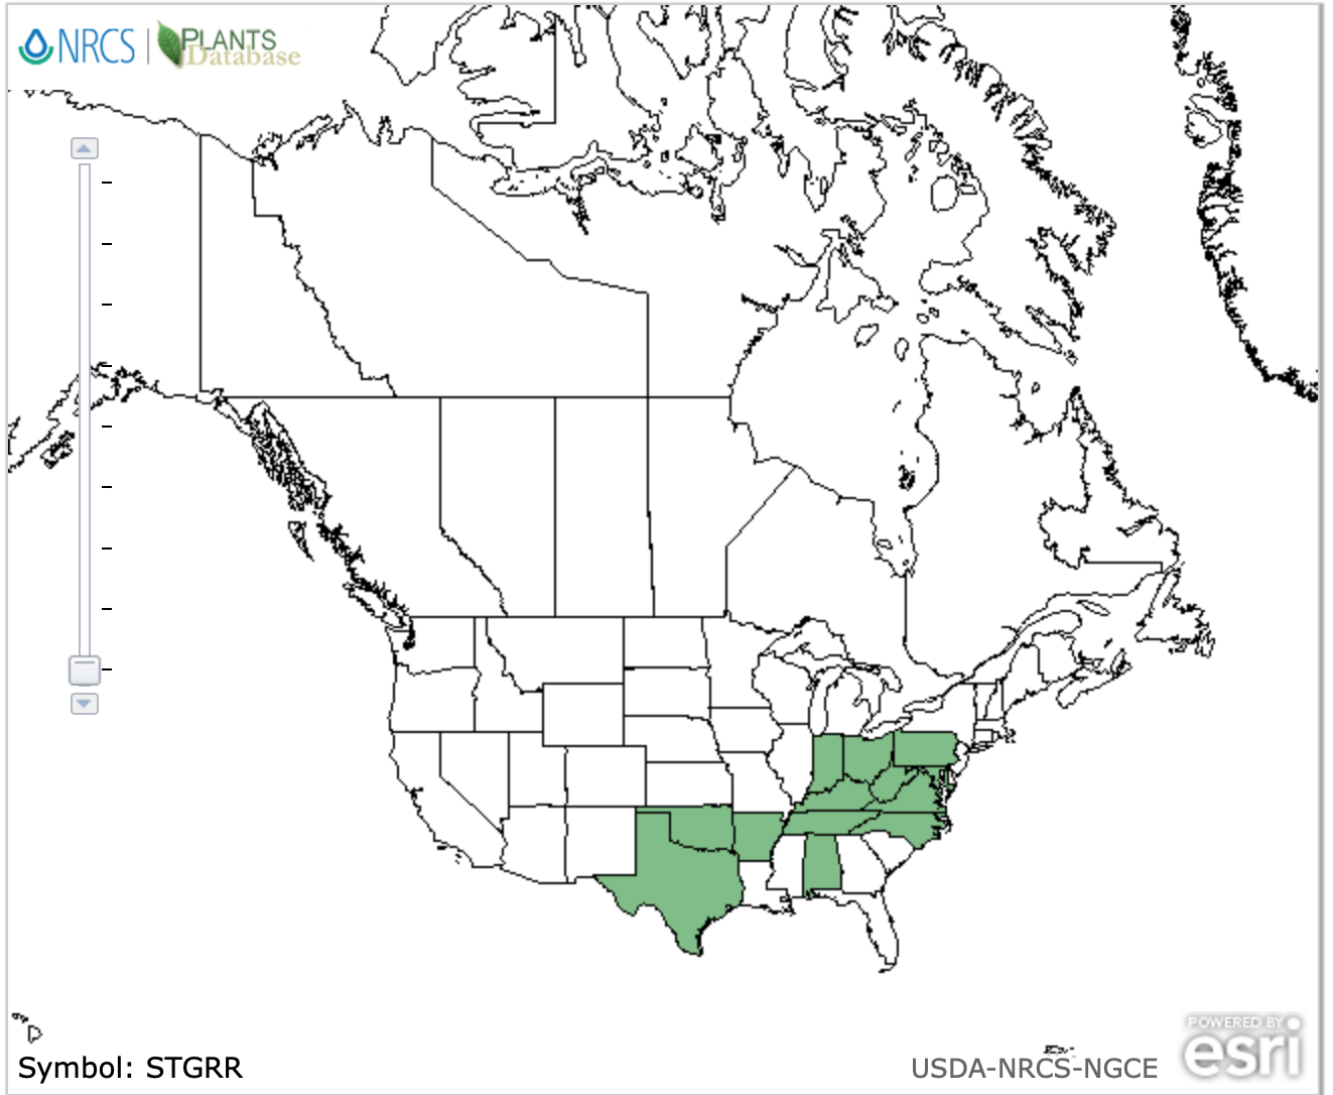 NRCS | PLANTS
Database
Symbol: STGRR
USDA-NRCS-NGCE
POWERED BY
esri